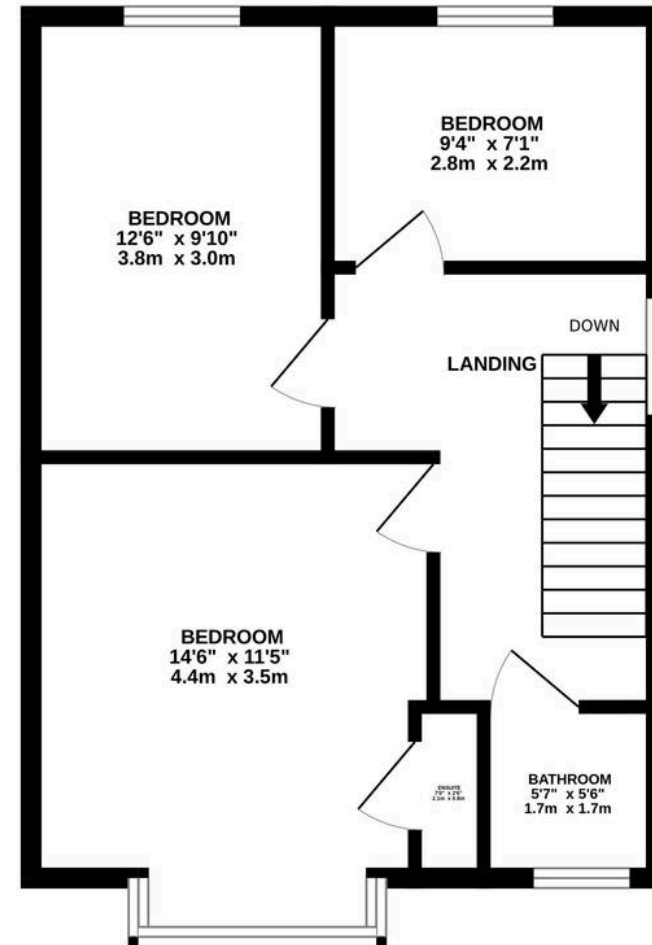 BEDROOM
9'4" x 7'1"
2.8m x 2.2m
BEDROOM
12'6" x 9'10"
3.8m x 3.0m
DOWN
LANDING
BEDROOM
14'6" x 11'5"
4.4m x 3.5m
ENSUITE
BATHROOM
5'7" x 5'6"
1.7m x 1.7m